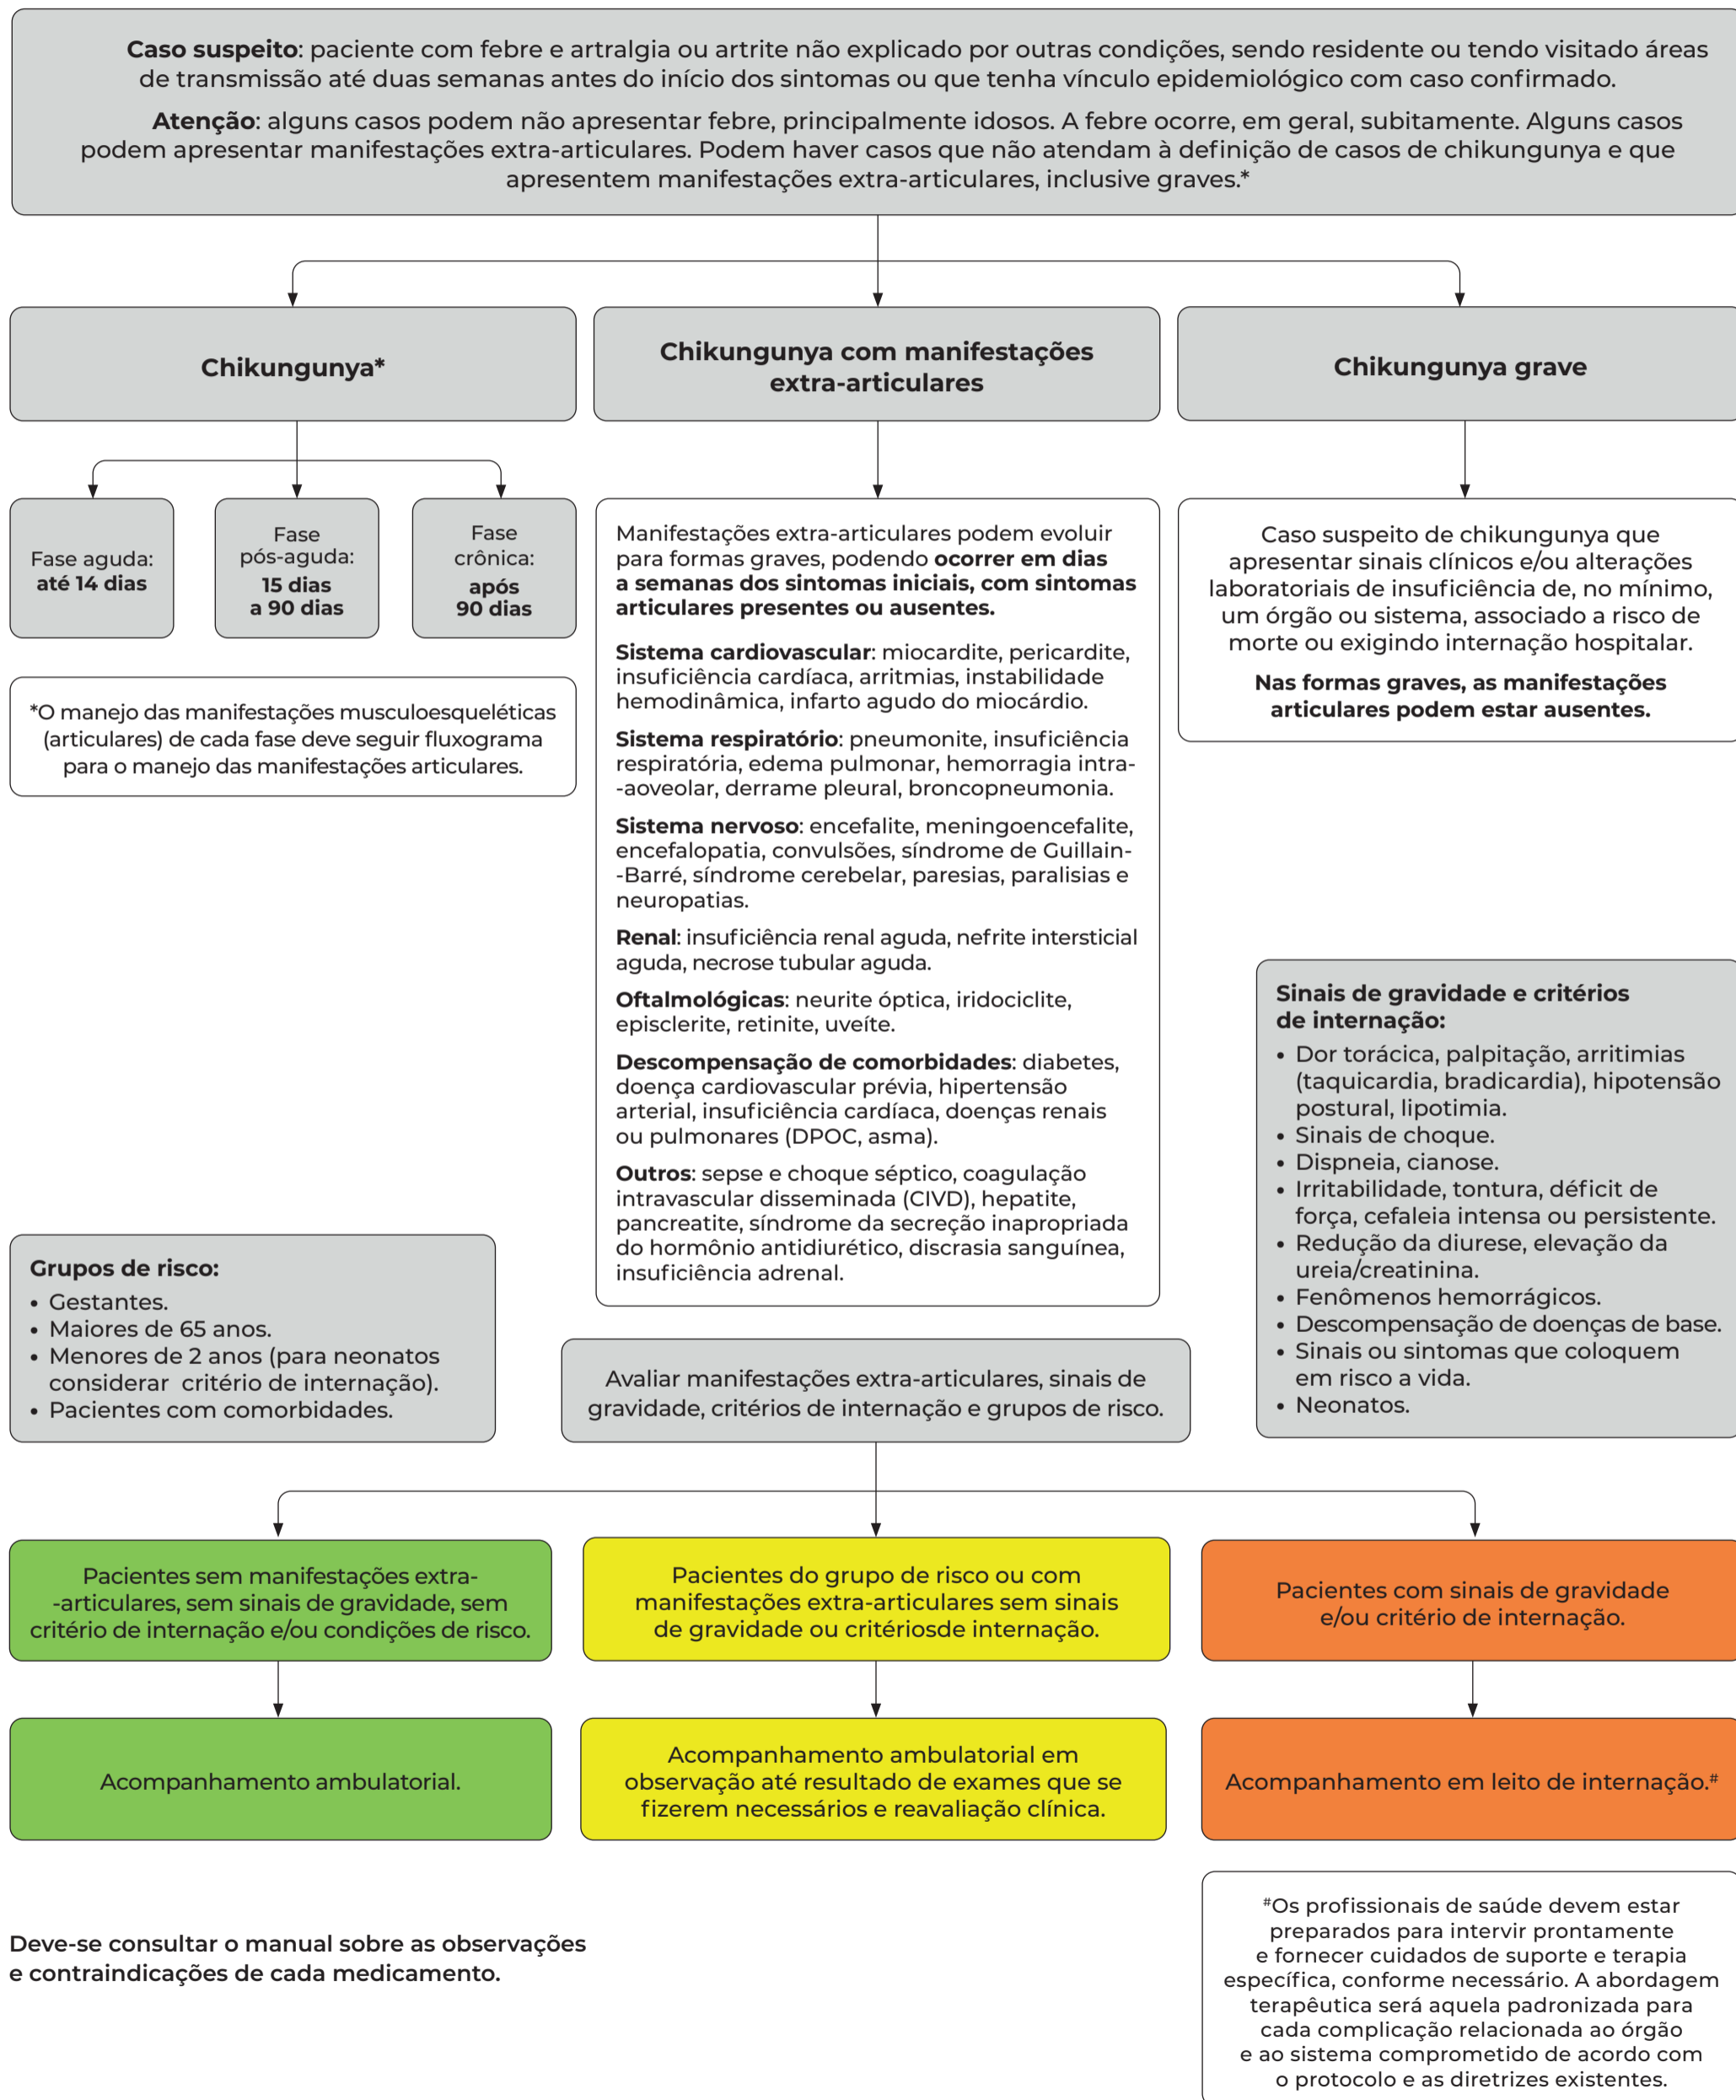 Caso suspeito: paciente com febre e artralgia ou artrite não explicado por outras condições, sendo residente ou tendo visitado áreas
de transmissão até duas semanas antes do início dos sintomas ou que tenha vínculo epidemiológico com caso confirmado.
Atenção: alguns casos podem não apresentar febre, principalmente idosos. A febre ocorre, em geral, subitamente. Alguns casos
podem apresentar manifestações extra-articulares. Podem haver casos que não atendam à definição de casos de chikungunya e que
apresentem manifestações extra-articulares, inclusive graves.*
Chikungunya*
Chikungunya com manifestações
extra-articulares
Chikungunya grave
Fase aguda:
até 14 dias
Fase
pós-aguda:
15 dias
a 90 dias
Fase
crônica:
após
90 dias
*O manejo das manifestações musculoesqueléticas
(articulares) de cada fase deve seguir fluxograma
para o manejo das manifestações articulares.
Manifestações extra-articulares podem evoluir
para formas graves, podendo ocorrer em dias
a semanas dos sintomas iniciais, com sintomas
articulares presentes ou ausentes.
Sistema cardiovascular: miocardite, pericardite,
insuficiência cardíaca, arritmias, instabilidade
hemodinâmica, infarto agudo do miocárdio.
Sistema respiratório: pneumonite, insuficiência
respiratória, edema pulmonar, hemorragia intra-
-aoveolar, derrame pleural, broncopneumonia.
Sistema nervoso: encefalite, meningoencefalite,
encefalopatia, convulsões, síndrome de Guillain-
-Barré, síndrome cerebelar, paresias, paralisias e
neuropatias.
Renal: insuficiência renal aguda, nefrite intersticial
aguda, necrose tubular aguda.
Oftalmológicas: neurite óptica, iridociclite,
episclerite, retinite, uveíte.
Descompensação de comorbidades: diabetes,
doença cardiovascular prévia, hipertensão
arterial, insuficiência cardíaca, doenças renais
ou pulmonares (DPOC, asma).
Outros: sepse e choque séptico, coagulação
intravascular disseminada (CIVD), hepatite,
pancreatite, síndrome da secreção inapropriada
do hormônio antidiurético, discrasia sanguínea,
insuficiência adrenal.
Caso suspeito de chikungunya que
apresentar sinais clínicos e/ou alterações
laboratoriais de insuficiência de, no mínimo,
um órgão ou sistema, associado a risco de
morte ou exigindo internação hospitalar.
Nas formas graves, as manifestações
articulares podem estar ausentes.
Sinais de gravidade e critérios
de internação:
• Dor torácica, palpitação, arritimias
(taquicardia, bradicardia), hipotensão
postural, lipotimia.
• Sinais de choque.
• Dispneia, cianose.
• Irritabilidade, tontura, déficit de
força, cefaleia intensa ou persistente.
• Redução da diurese, elevação da
ureia/creatinina.
• Fenômenos hemorrágicos.
• Descompensação de doenças de base.
• Sinais ou sintomas que coloquem
em risco a vida.
• Neonatos.
Grupos de risco:
• Gestantes.
• Maiores de 65 anos.
• Menores de 2 anos (para neonatos
considerar critério de internação).
• Pacientes com comorbidades.
Avaliar manifestações extra-articulares, sinais de
gravidade, critérios de internação e grupos de risco.
Pacientes sem manifestações extra-
-articulares, sem sinais de gravidade, sem
critério de internação e/ou condições de risco.
Pacientes do grupo de risco ou com
manifestações extra-articulares sem sinais
de gravidade ou critériosde internação.
Pacientes com sinais de gravidade
e/ou critério de internação.
Acompanhamento ambulatorial.
Acompanhamento ambulatorial em
observação até resultado de exames que se
fizerem necessários e reavaliação clínica.
Acompanhamento em leito de internação.#
Deve-se consultar o manual sobre as observações
e contraindicações de cada medicamento.
#Os profissionais de saúde devem estar
preparados para intervir prontamente
e fornecer cuidados de suporte e terapia
específica, conforme necessário. A abordagem
terapêutica será aquela padronizada para
cada complicação relacionada ao órgão
e ao sistema comprometido de acordo com
o protocolo e as diretrizes existentes.